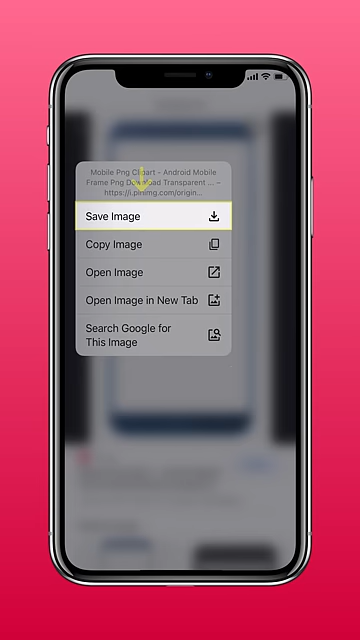 Mobile Png Clipart - Android Mobile
Frame Png Download Transparent ... –
https://i.pinimg.com/origin...
Save Image
Copy Image
Open Image
Open Image in New Tab
Search Google for
This Image